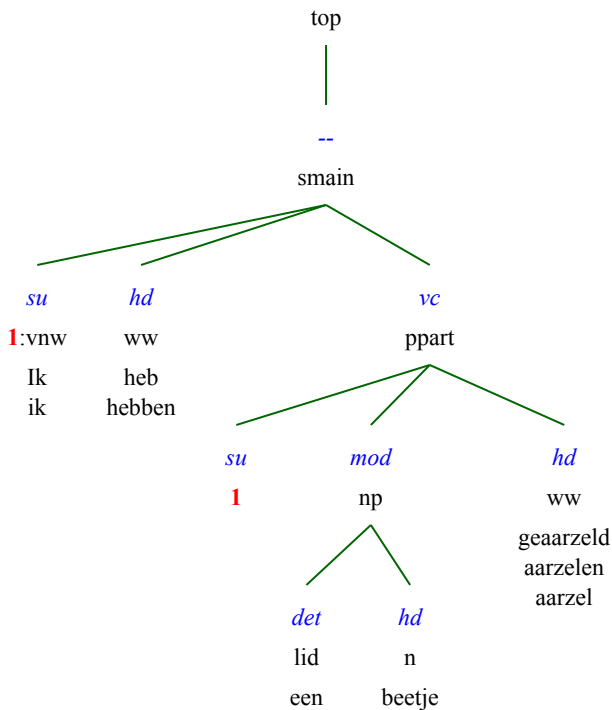 top
--
smain
su hd vc
1:vnw ww ppart
Ik heb
ik hebben
su mod hd
1 np ww
geaarzeld
aarzelen
aarzel
det hd
lid n
een beetje